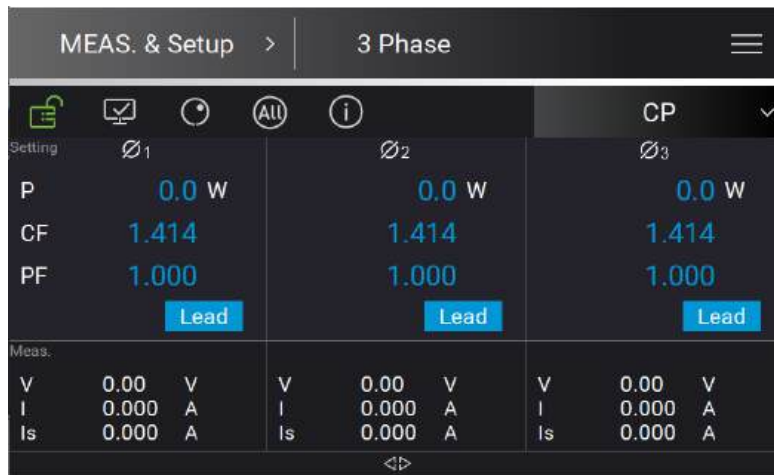 MEAS. & Setup > 3 Phase
All i CP
Setting Ø1 Ø2 Ø3
P 0.0 W 0.0 W 0.0 W
CF 1.414 1.414 1.414
PF 1.000 1.000 1.000
Lead Lead Lead
Meas.
V 0.00 V V 0.00 V V 0.00 V
I 0.000 A I 0.000 A I 0.000 A
Is 0.000 A Is 0.000 A Is 0.000 A